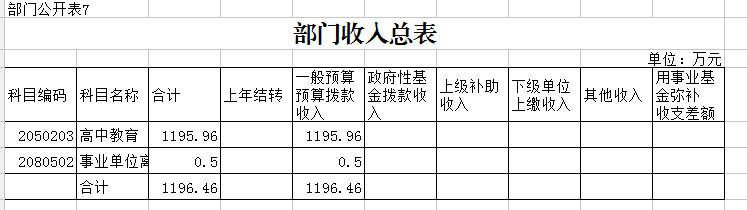 部门公开表7
部门收入总表
单位：万元
科目编码 科目名称 合计 上年结转 一般预算预算拨款收入 政府性基金拨款收入 上级补助收入 下级单位上缴收入 其他收入 用事业基金弥补收支差额
2050203 高中教育 1195.96 1195.96
2080502 事业单位离 0.5 0.5
合计 1196.46 1196.46